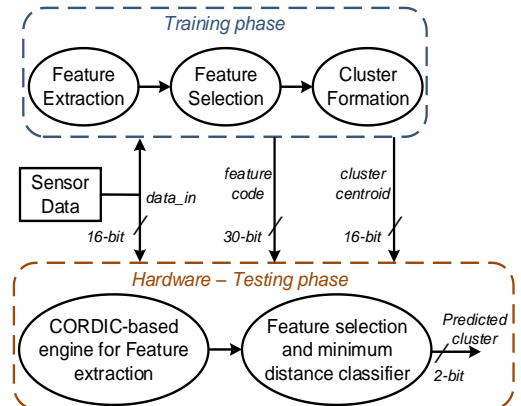 Training phase
Feature
Extraction
Feature
Selection
Cluster
Formation
Sensor
Data
data_in
16-bit
feature
code
30-bit
cluster
centroid
16-bit
Hardware – Testing phase
CORDIC-based
engine for Feature
extraction
Feature selection
and minimum
distance classifier
Predicted
cluster
2-bit